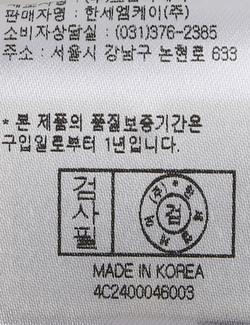 판매자명 : 한세엠케이(주)
소비자상담실 : (031)376-2385
주소 : 서울시 강남구 논현로 633
* 본 제품의 품질보증기간은
구입일로부터 1년입니다.
검사필
검
MADE IN KOREA
4C2400046003